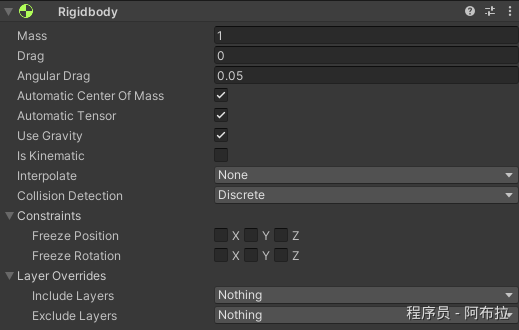 Rigidbody
Mass 1
Drag 0
Angular Drag 0.05
Automatic Center Of Mass
Automatic Tensor
Use Gravity
Is Kinematic
Interpolate None
Collision Detection Discrete
Constraints
Freeze Position X Y Z
Freeze Rotation X Y Z
Layer Overrides
Include Layers Nothing
Exclude Layers Nothing
程序员 - 阿布拉